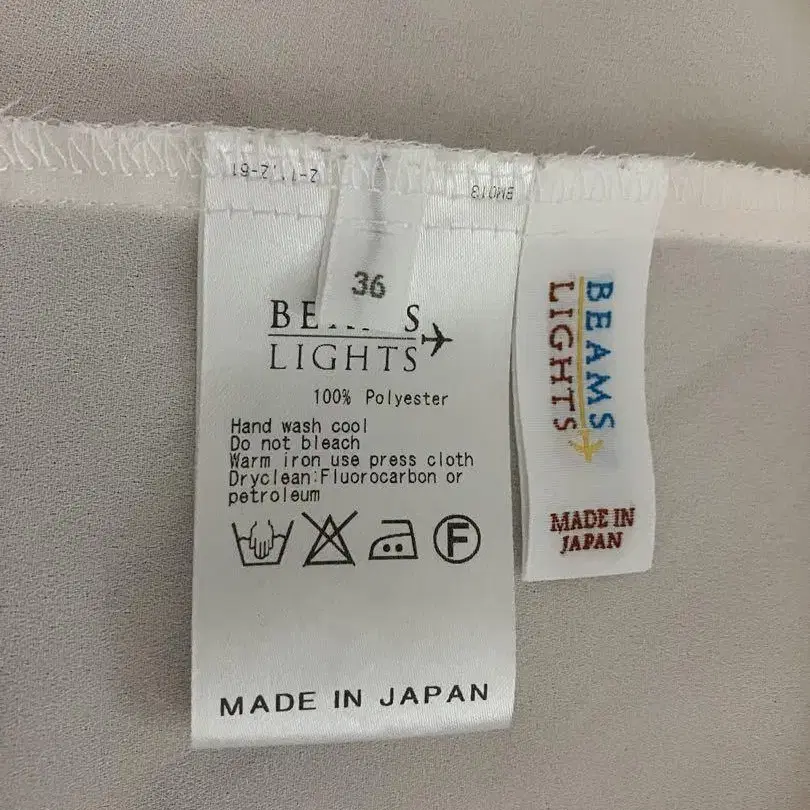 36
LIGHTS
100% Polyester
Hand wash cool
Do not bleach
Warm iron use press cloth
Dryclean:Fluorocarbon or
petroleum
F
MADE IN JAPAN
BEAMS
LIGHTS
MADE IN
JAPAN